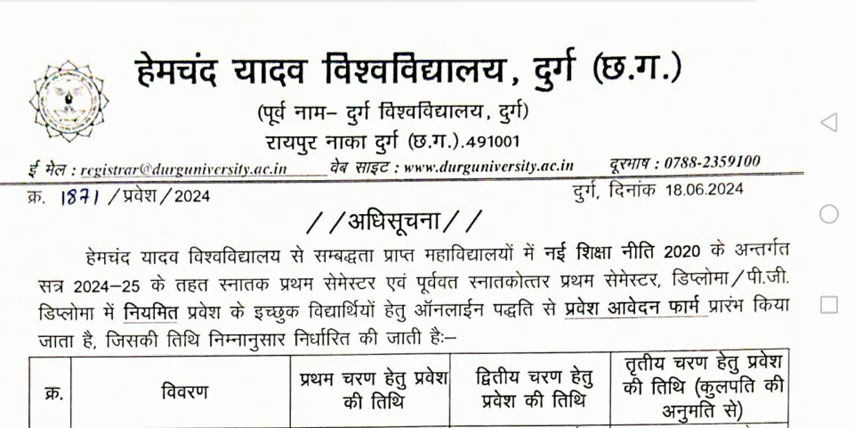 हेमचंद यादव विश्वविद्यालय, दुर्ग (छ.ग.)
(पूर्व नाम– दुर्ग विश्वविद्यालय, दुर्ग)
रायपुर नाका दुर्ग (छ.ग.).491001
ई मेल : registrar@durguniversity.ac.in वेब साइट : www.durguniversity.ac.in दूरभाष : 0788-2359100
क्र. 1871 /प्रवेश/2024 दुर्ग, दिनांक 18.06.2024
//अधिसूचना//
हेमचंद यादव विश्वविद्यालय से सम्बद्धता प्राप्त महाविद्यालयों में नई शिक्षा नीति 2020 के अन्तर्गत
सत्र 2024–25 के तहत स्नातक प्रथम सेमेस्टर एवं पूर्ववत स्नातकोत्तर प्रथम सेमेस्टर, डिप्लोमा/पी.जी.
डिप्लोमा में नियमित प्रवेश के इच्छुक विद्यार्थियों हेतु ऑनलाईन पद्धति से प्रवेश आवेदन फार्म प्रारंभ किया
जाता है, जिसकी तिथि निम्नानुसार निर्धारित की जाती हैः–
क्र. विवरण प्रथम चरण हेतु प्रवेश की तिथि द्वितीय चरण हेतु प्रवेश की तिथि तृतीय चरण हेतु प्रवेश की तिथि (कुलपति की अनुमति से)